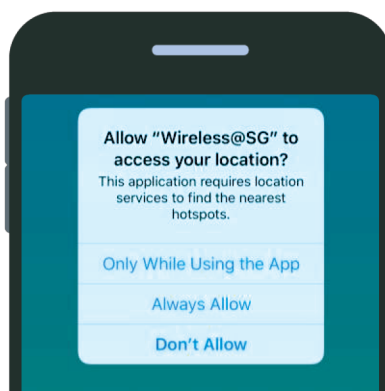 Allow “Wireless@SG” to
access your location?
This application requires location
services to find the nearest
hotspots.
Only While Using the App
Always Allow
Don’t Allow